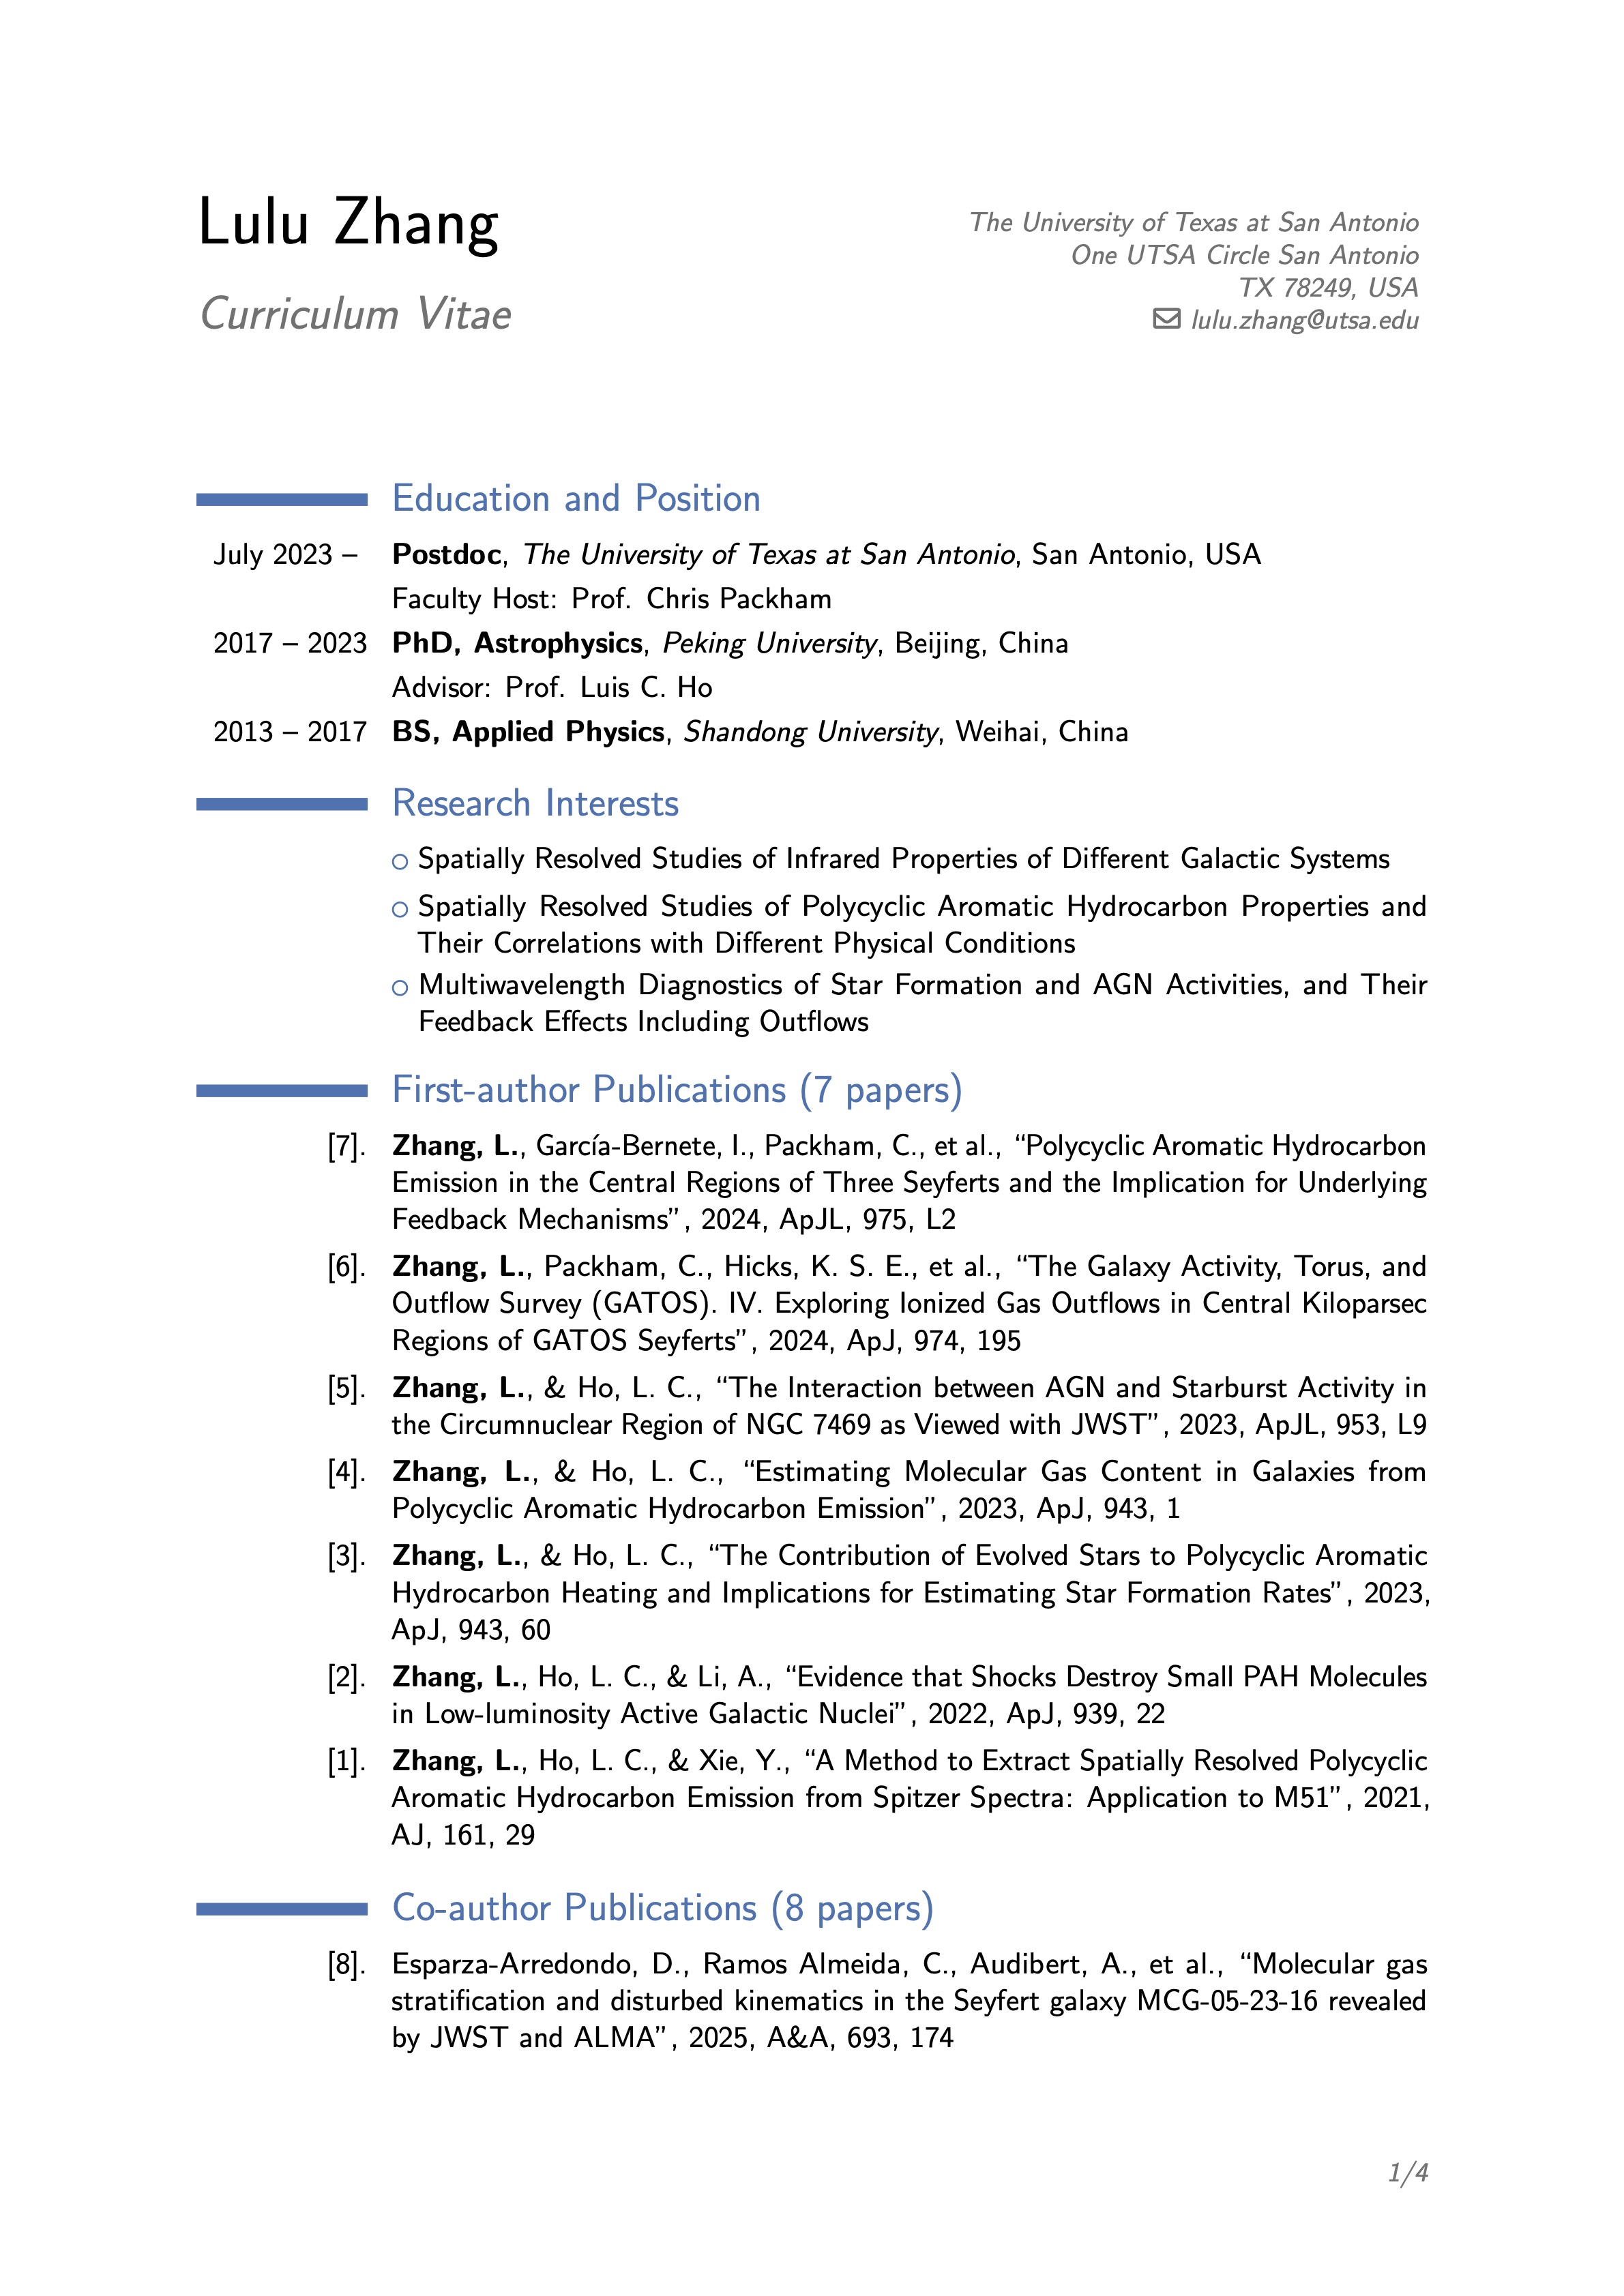 Lulu Zhang
Curriculum Vitae
The University of Texas at San Antonio
One UTSA Circle San Antonio
TX 78249, USA
lulu.zhang@utsa.edu
Education and Position
July 2023 – Postdoc, The University of Texas at San Antonio, San Antonio, USA
Faculty Host: Prof. Chris Packham
2017 – 2023 PhD, Astrophysics, Peking University, Beijing, China
Advisor: Prof. Luis C. Ho
2013 – 2017 BS, Applied Physics, Shandong University, Weihai, China
Research Interests
○ Spatially Resolved Studies of Infrared Properties of Different Galactic Systems
○ Spatially Resolved Studies of Polycyclic Aromatic Hydrocarbon Properties and
Their Correlations with Different Physical Conditions
○ Multiwavelength Diagnostics of Star Formation and AGN Activities, and Their
Feedback Effects Including Outflows
First-author Publications (7 papers)
[7]. Zhang, L., García-Bernete, I., Packham, C., et al., “Polycyclic Aromatic Hydrocarbon
Emission in the Central Regions of Three Seyferts and the Implication for Underlying
Feedback Mechanisms”, 2024, ApJL, 975, L2
[6]. Zhang, L., Packham, C., Hicks, K. S. E., et al., “The Galaxy Activity, Torus, and
Outflow Survey (GATOS). IV. Exploring Ionized Gas Outflows in Central Kiloparsec
Regions of GATOS Seyferts”, 2024, ApJ, 974, 195
[5]. Zhang, L., & Ho, L. C., “The Interaction between AGN and Starburst Activity in
the Circumnuclear Region of NGC 7469 as Viewed with JWST”, 2023, ApJL, 953, L9
[4]. Zhang, L., & Ho, L. C., “Estimating Molecular Gas Content in Galaxies from
Polycyclic Aromatic Hydrocarbon Emission”, 2023, ApJ, 943, 1
[3]. Zhang, L., & Ho, L. C., “The Contribution of Evolved Stars to Polycyclic Aromatic
Hydrocarbon Heating and Implications for Estimating Star Formation Rates”, 2023,
ApJ, 943, 60
[2]. Zhang, L., Ho, L. C., & Li, A., “Evidence that Shocks Destroy Small PAH Molecules
in Low-luminosity Active Galactic Nuclei”, 2022, ApJ, 939, 22
[1]. Zhang, L., Ho, L. C., & Xie, Y., “A Method to Extract Spatially Resolved Polycyclic
Aromatic Hydrocarbon Emission from Spitzer Spectra: Application to M51”, 2021,
AJ, 161, 29
Co-author Publications (8 papers)
[8]. Esparza-Arredondo, D., Ramos Almeida, C., Audibert, A., et al., “Molecular gas
stratification and disturbed kinematics in the Seyfert galaxy MCG-05-23-16 revealed
by JWST and ALMA”, 2025, A&A, 693, 174
1/4